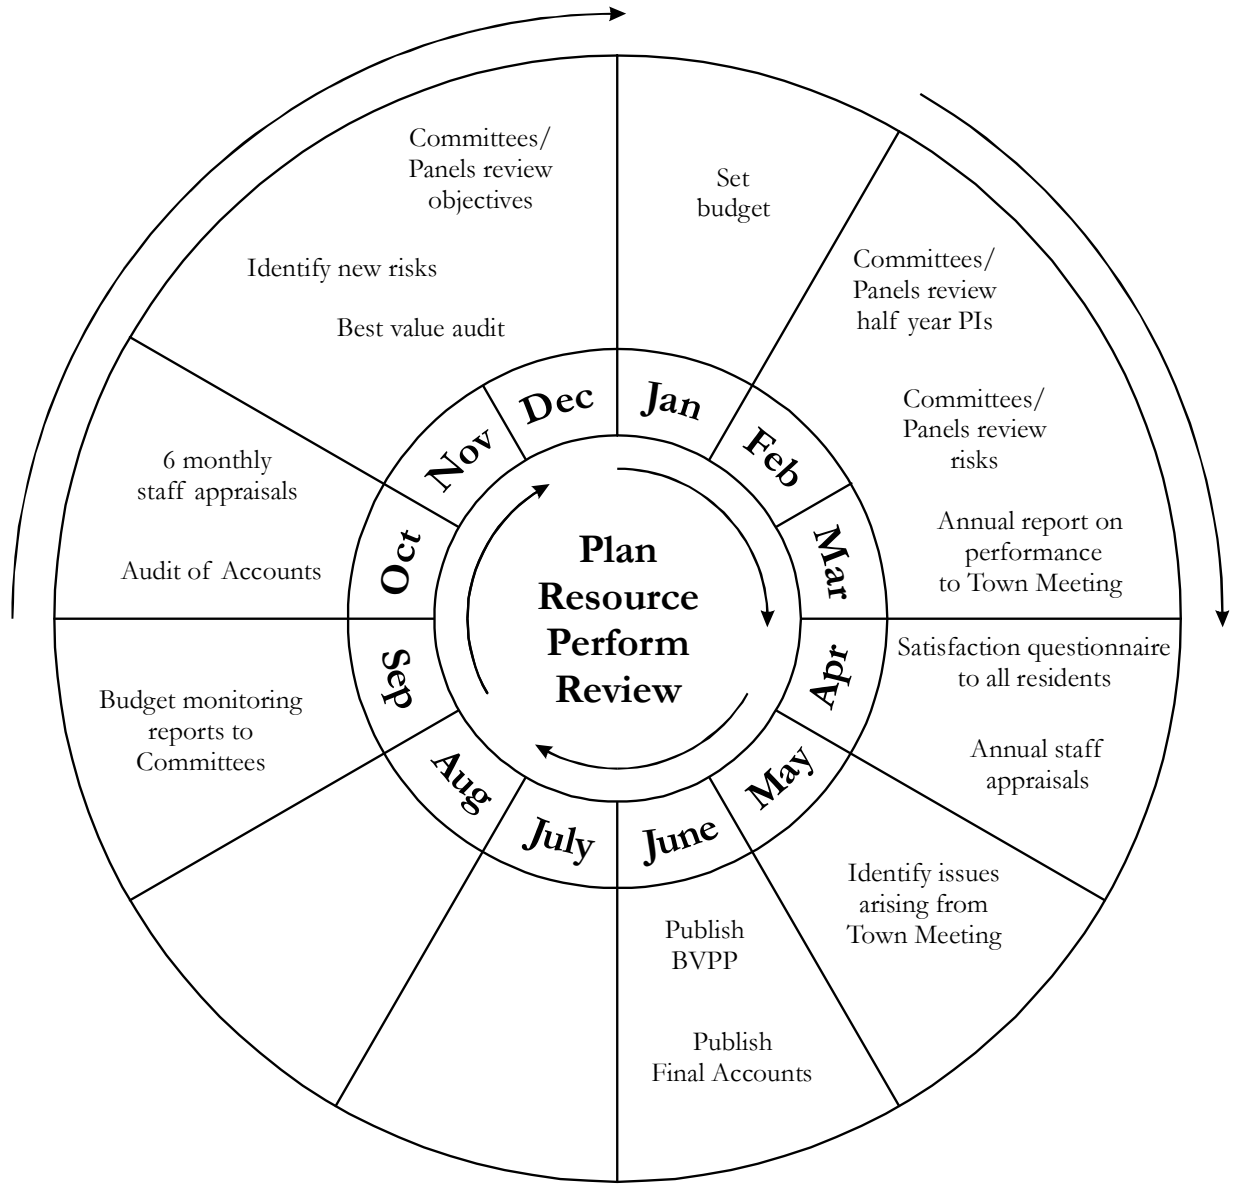 Committees/
Panels review
objectives
Identify new risks
Best value audit
Set
budget
Committees/
Panels review
half year PIs
Committees/
Panels review
risks
Annual report on
performance
to Town Meeting
Satisfaction questionnaire
to all residents
Annual staff
appraisals
Identify issues
arising from
Town Meeting
Publish
BVPP
Publish
Final Accounts
Budget monitoring
reports to
Committees
6 monthly
staff appraisals
Audit of Accounts
Jan
Feb
Mar
Apr
May
June
July
Aug
Sep
Oct
Nov
Dec
Plan
Resource
Perform
Review